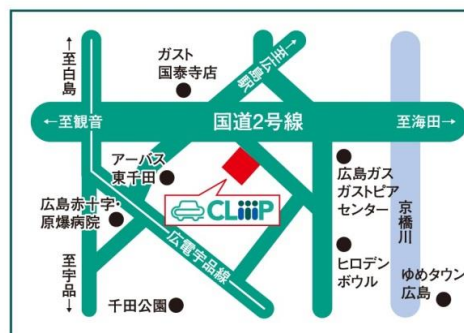 ↑至白島
ガスト
国泰寺店
至広島駅→
←至観音
国道2号線
至海田→
アーバス
東千田
広島赤十字・
原爆病院
CLiiiP
広島ガス
ガストピア
センター
京橋川
広電宇品線
至宇品↓
ヒロデン
ボウル
ゆめタウン
広島
千田公園